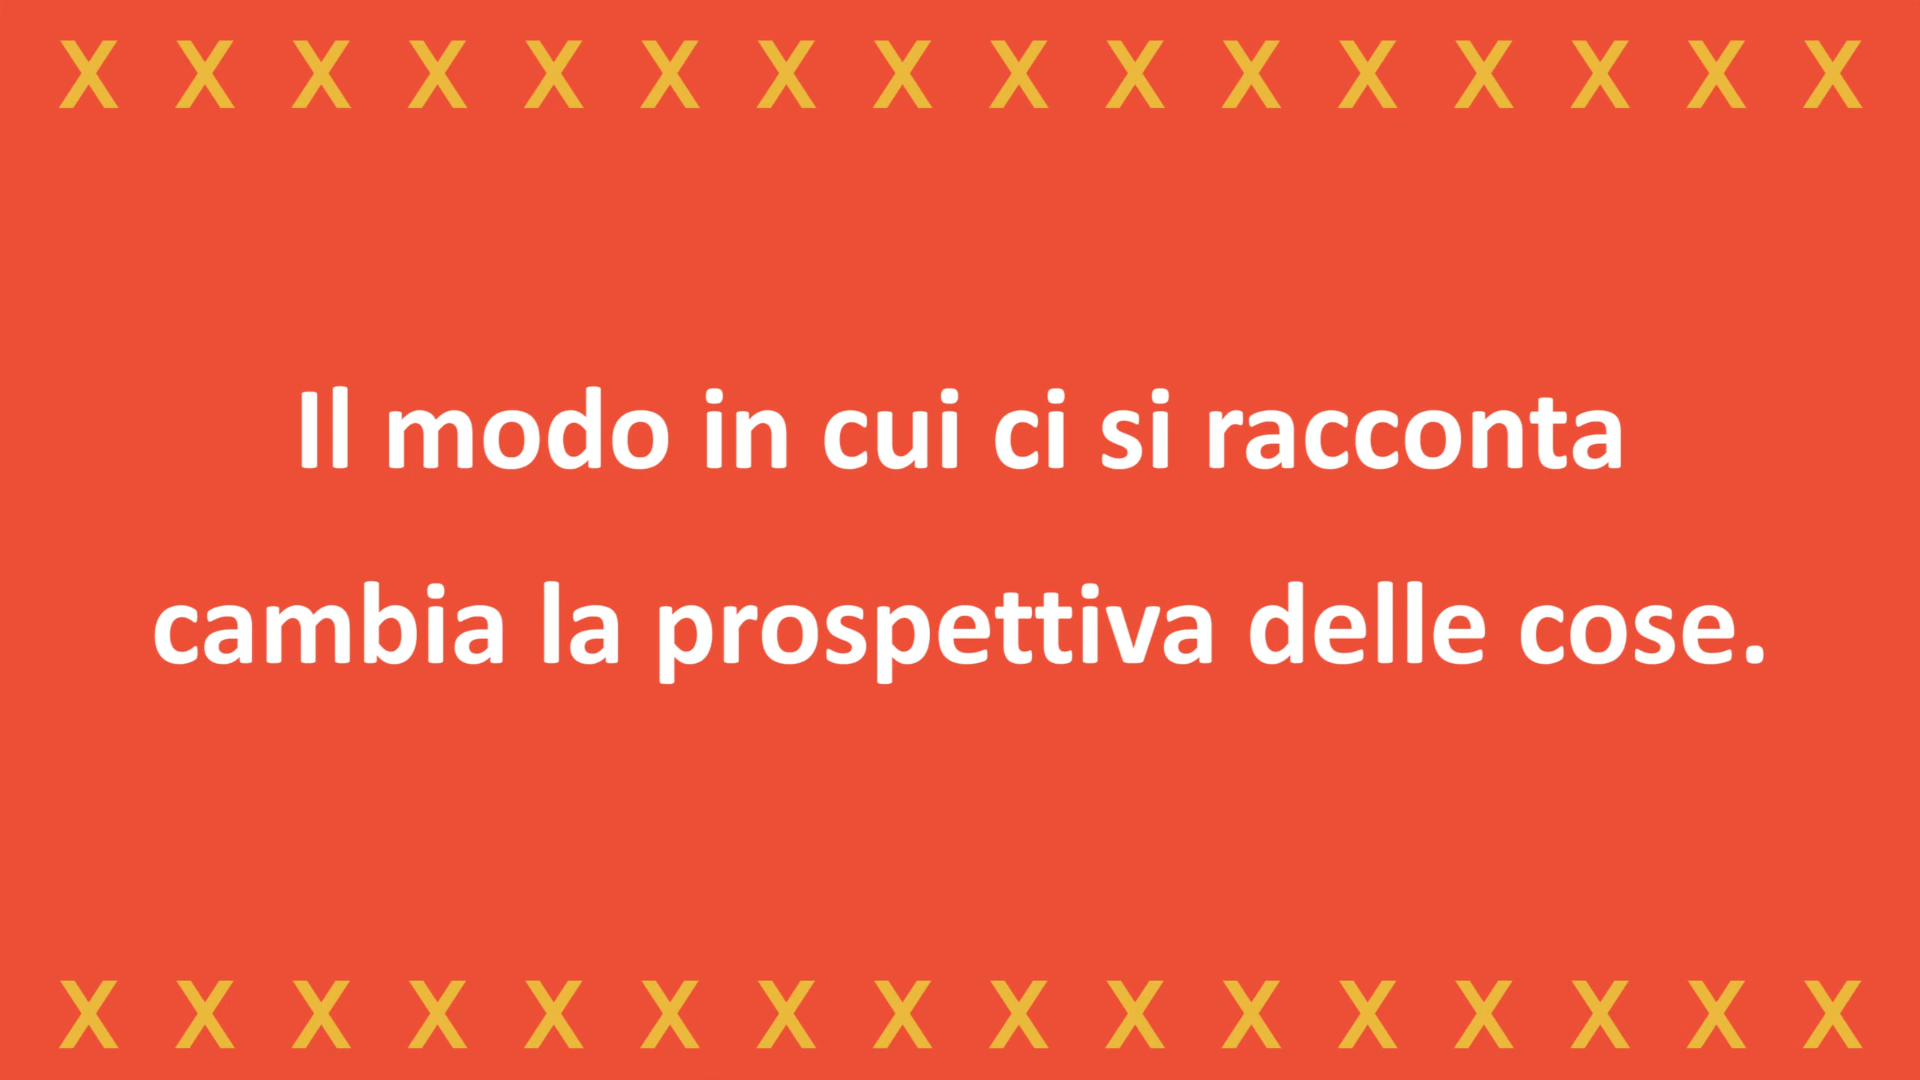 X X X X X X X X X X X X X X X X
Il modo in cui ci si racconta
cambia la prospettiva delle cose.
X X X X X X X X X X X X X X X X